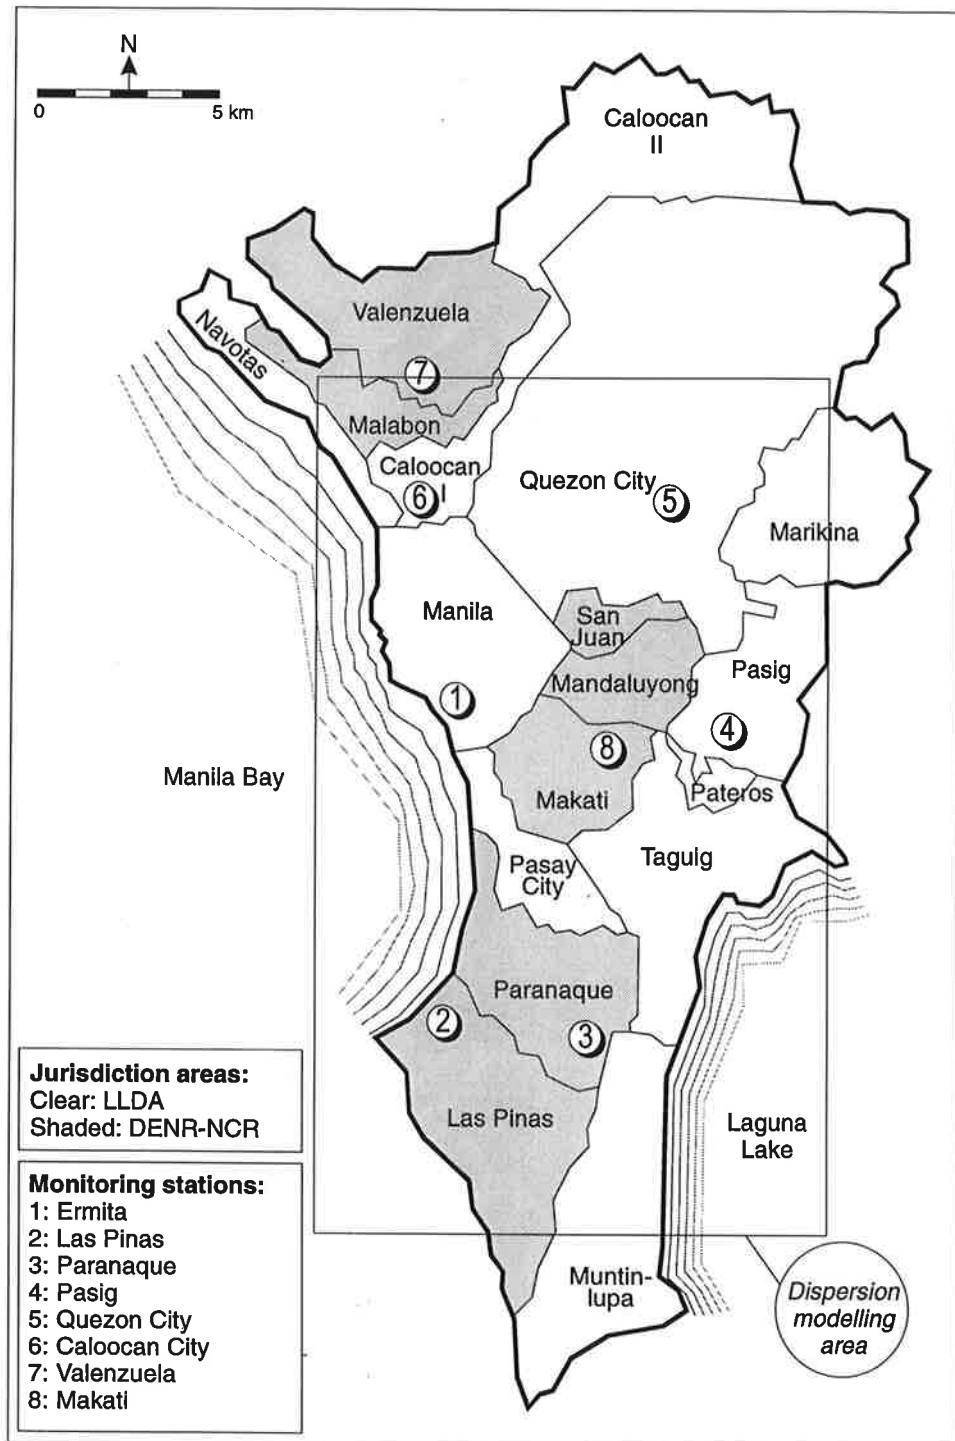 N
0
5 km
Caloocan
II
Valenzuela
Navotas
7
Malabon
Caloocan
I
6
Quezon City
5
Marikina
Manila
San
Juan
Pasig
Mandaluyong
1
4
8
Manila Bay
Makati
Pateros
Taguig
Pasay
City
Paranaque
2
3
Las Pinas
Laguna
Lake
Muntin-
lupa
Dispersion
modelling
area
Jurisdiction areas:
Clear: LLDA
Shaded: DENR-NCR
Monitoring stations:
1: Ermita
2: Las Pinas
3: Paranaque
4: Pasig
5: Quezon City
6: Caloocan City
7: Valenzuela
8: Makati